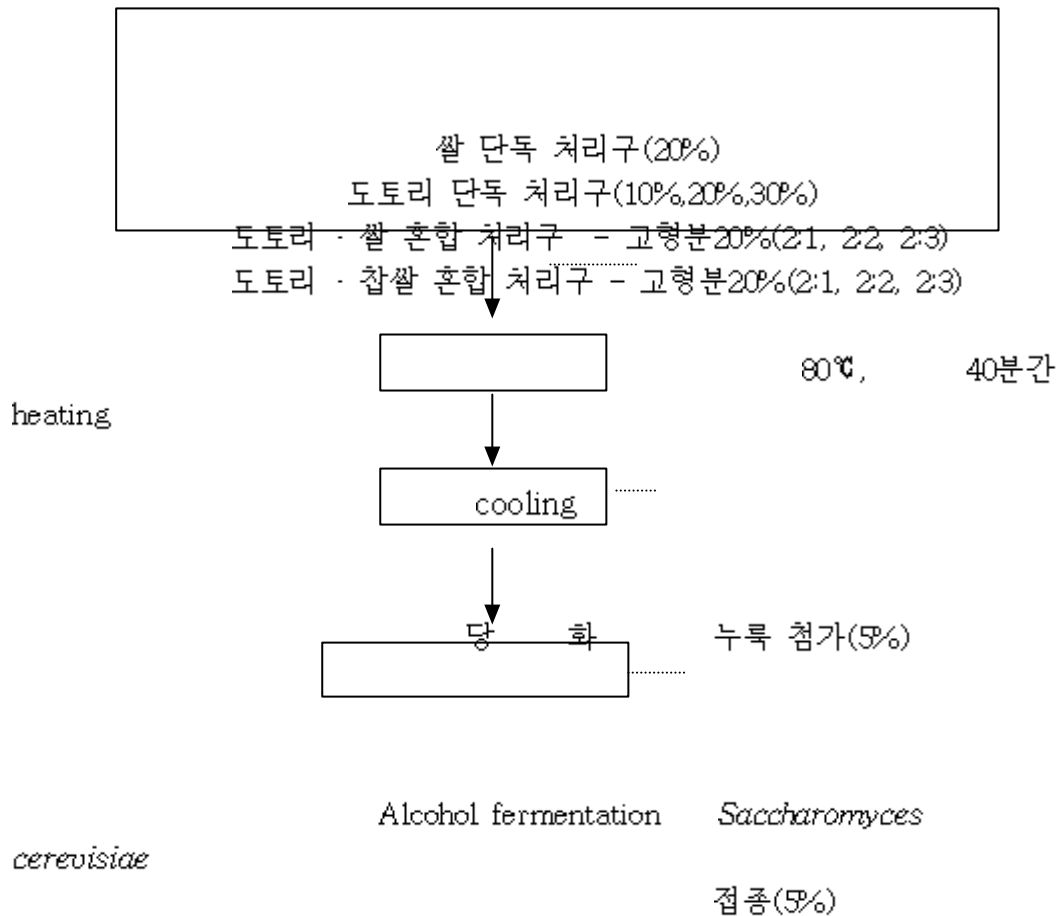 쌀 단독 처리구(20%)
도토리 단독 처리구(10%,20%,30%)
도토리 · 쌀 혼합 처리구 - 고형분20%(2:1, 2:2, 2:3)
도토리 · 찹쌀 혼합 처리구 - 고형분20%(2:1, 2:2, 2:3)
80℃, 40분간
heating
cooling
당 화 누룩 첨가(5%)
Alcohol fermentation Saccharomyces
cerevisiae
접종(5%)